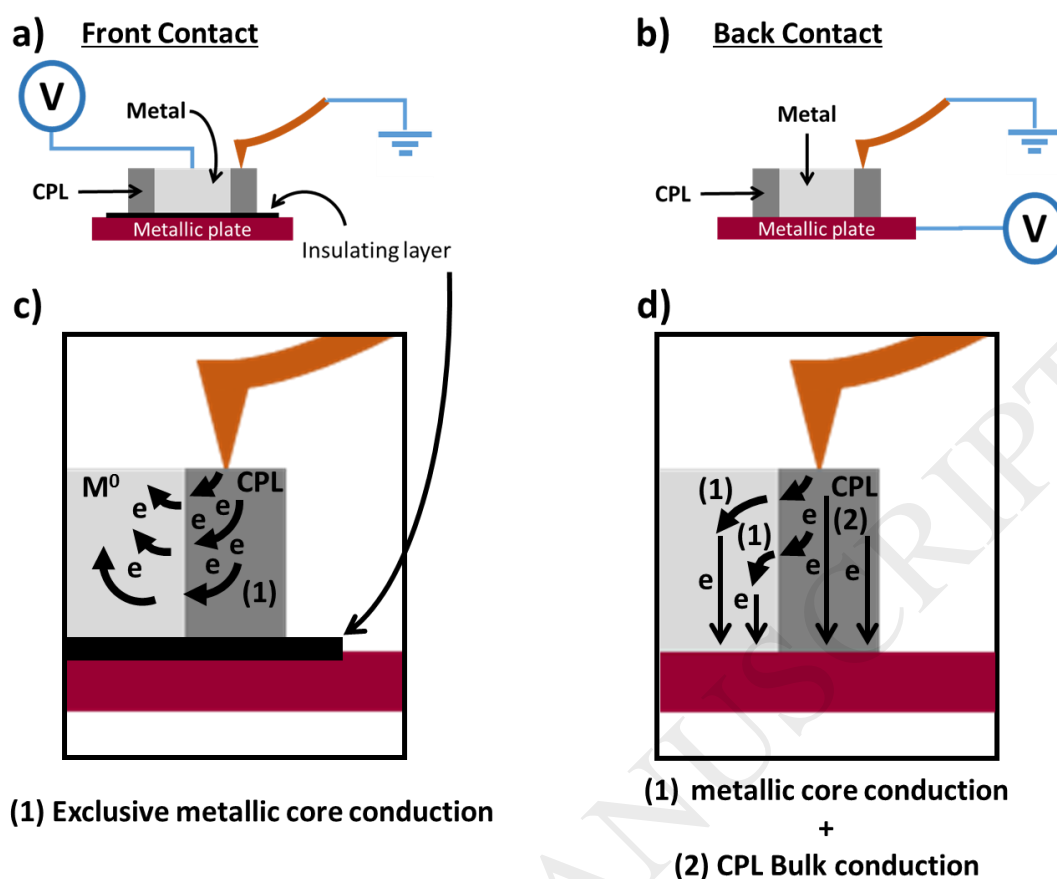 a) Front Contact
V
Metal
CPL
Metallic plate
Insulating layer
b) Back Contact
Metal
CPL
Metallic plate
V
c)
M⁰
CPL
e
e
e
e
e
e
(1)
d)
CPL
(1)
(2)
e
(1)
e
e
e
e
e
(1) Exclusive metallic core conduction
(1) metallic core conduction
+
(2) CPL Bulk conduction